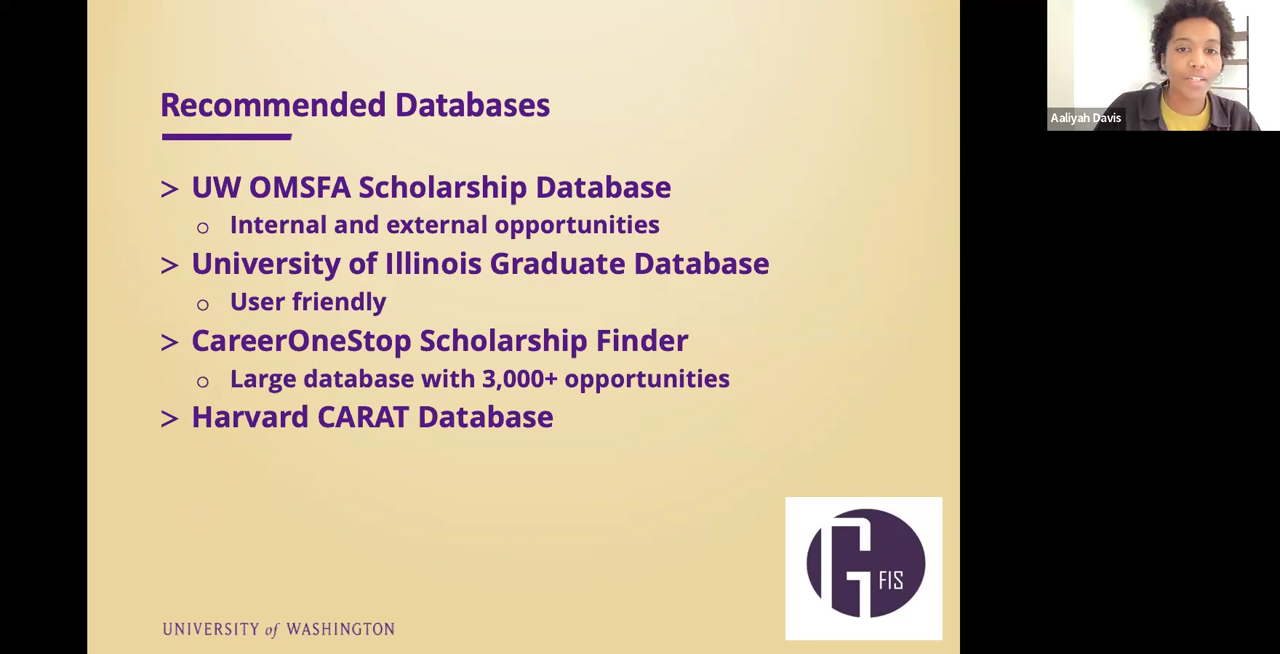 Recommended Databases
> UW OMSFA Scholarship Database
o Internal and external opportunities
> University of Illinois Graduate Database
o User friendly
> CareerOneStop Scholarship Finder
o Large database with 3,000+ opportunities
> Harvard CARAT Database
G FIS
UNIVERSITY of WASHINGTON
Aaliyah Davis